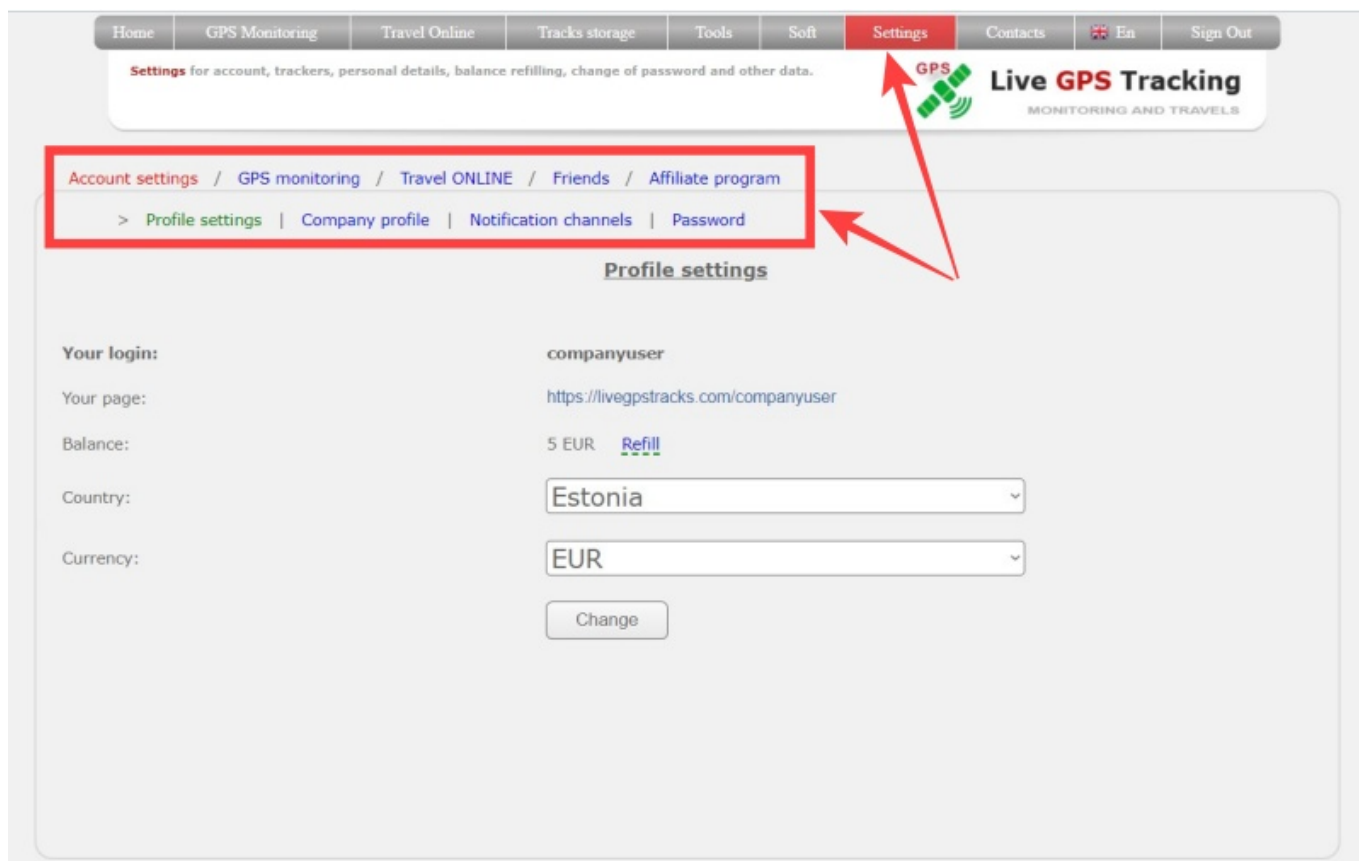 Home GPS Monitoring Travel Online Tracks storage Tools Soft Settings Contacts En Sign Out
Settings for account, trackers, personal details, balance refilling, change of password and other data.
GPS
Live GPS Tracking
MONITORING AND TRAVELS
Account settings / GPS monitoring / Travel ONLINE / Friends / Affiliate program
> Profile settings | Company profile | Notification channels | Password
Profile settings
Your login: companyuser
Your page: https://livegpstracks.com/companyuser
Balance: 5 EUR Refill
Country: Estonia
Currency: EUR
Change